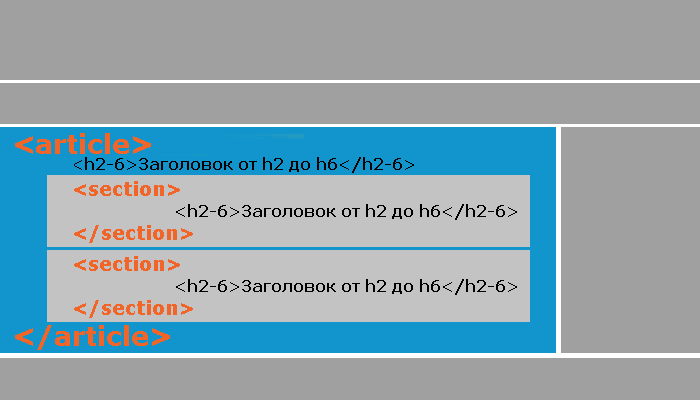 <article>
<h2-6>Заголовок от h2 до h6</h2-6>
<section>
<h2-6>Заголовок от h2 до h6</h2-6>
</section>
<section>
<h2-6>Заголовок от h2 до h6</h2-6>
</section>
</article>